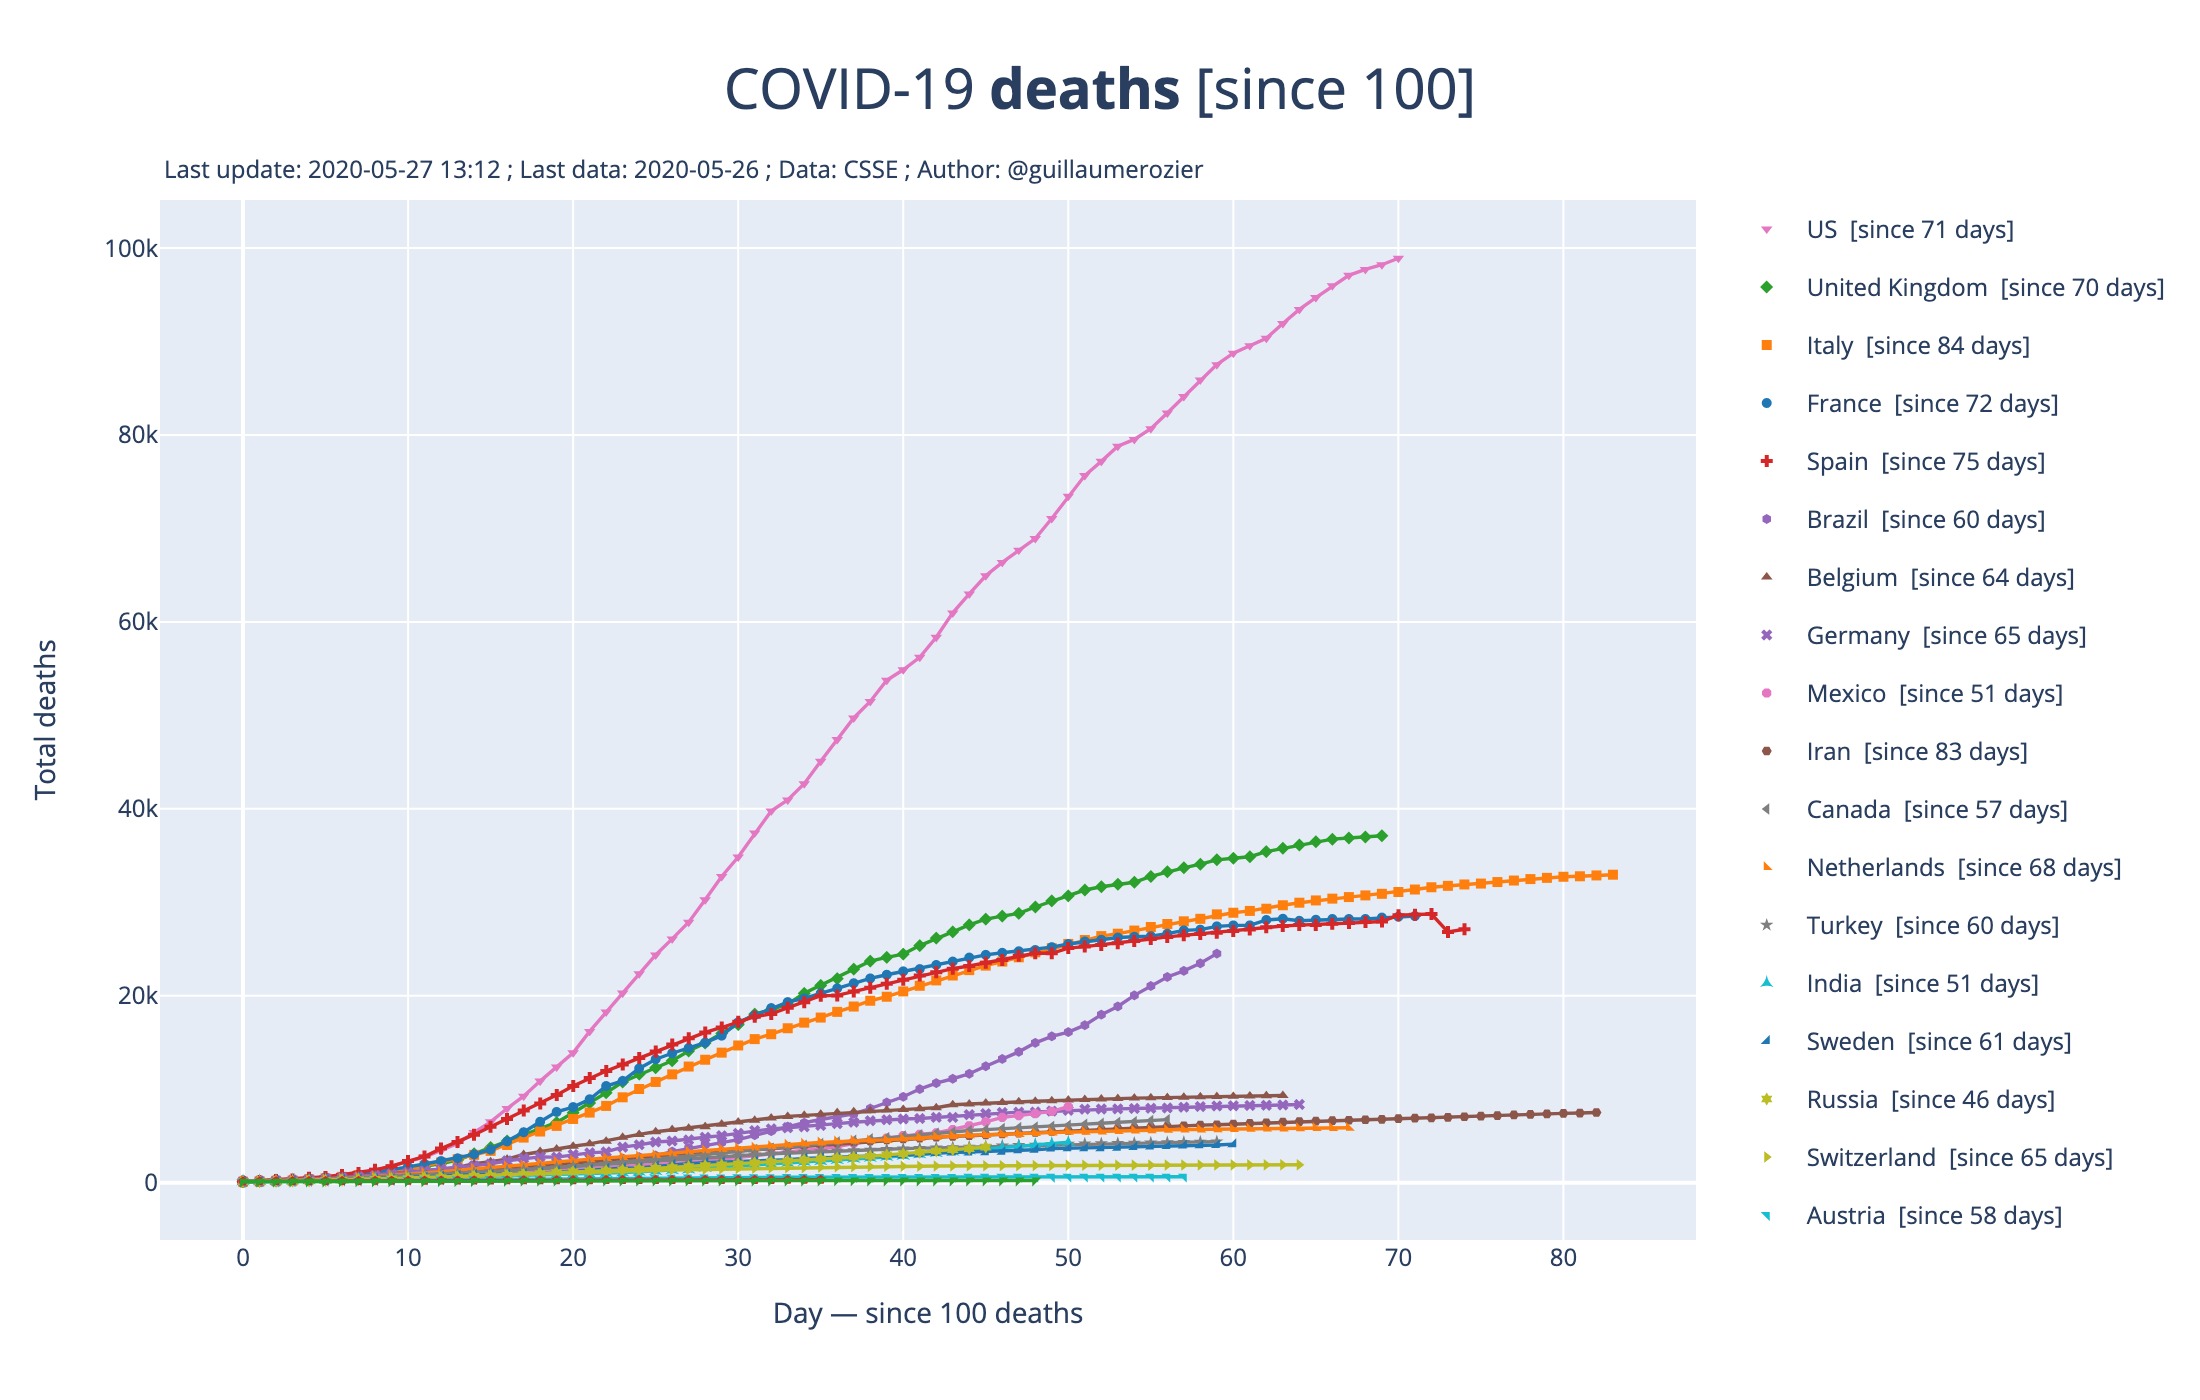 COVID-19 deaths [since 100]
Last update: 2020-05-27 13:12 ; Last data: 2020-05-26 ; Data: CSSE ; Author: @guillaumerozier
100k
80k
60k
40k
20k
0
Total deaths
0 10 20 30 40 50 60 70 80
Day — since 100 deaths
US [since 71 days]
United Kingdom [since 70 days]
Italy [since 84 days]
France [since 72 days]
Spain [since 75 days]
Brazil [since 60 days]
Belgium [since 64 days]
Germany [since 65 days]
Mexico [since 51 days]
Iran [since 83 days]
Canada [since 57 days]
Netherlands [since 68 days]
Turkey [since 60 days]
India [since 51 days]
Sweden [since 61 days]
Russia [since 46 days]
Switzerland [since 65 days]
Austria [since 58 days]